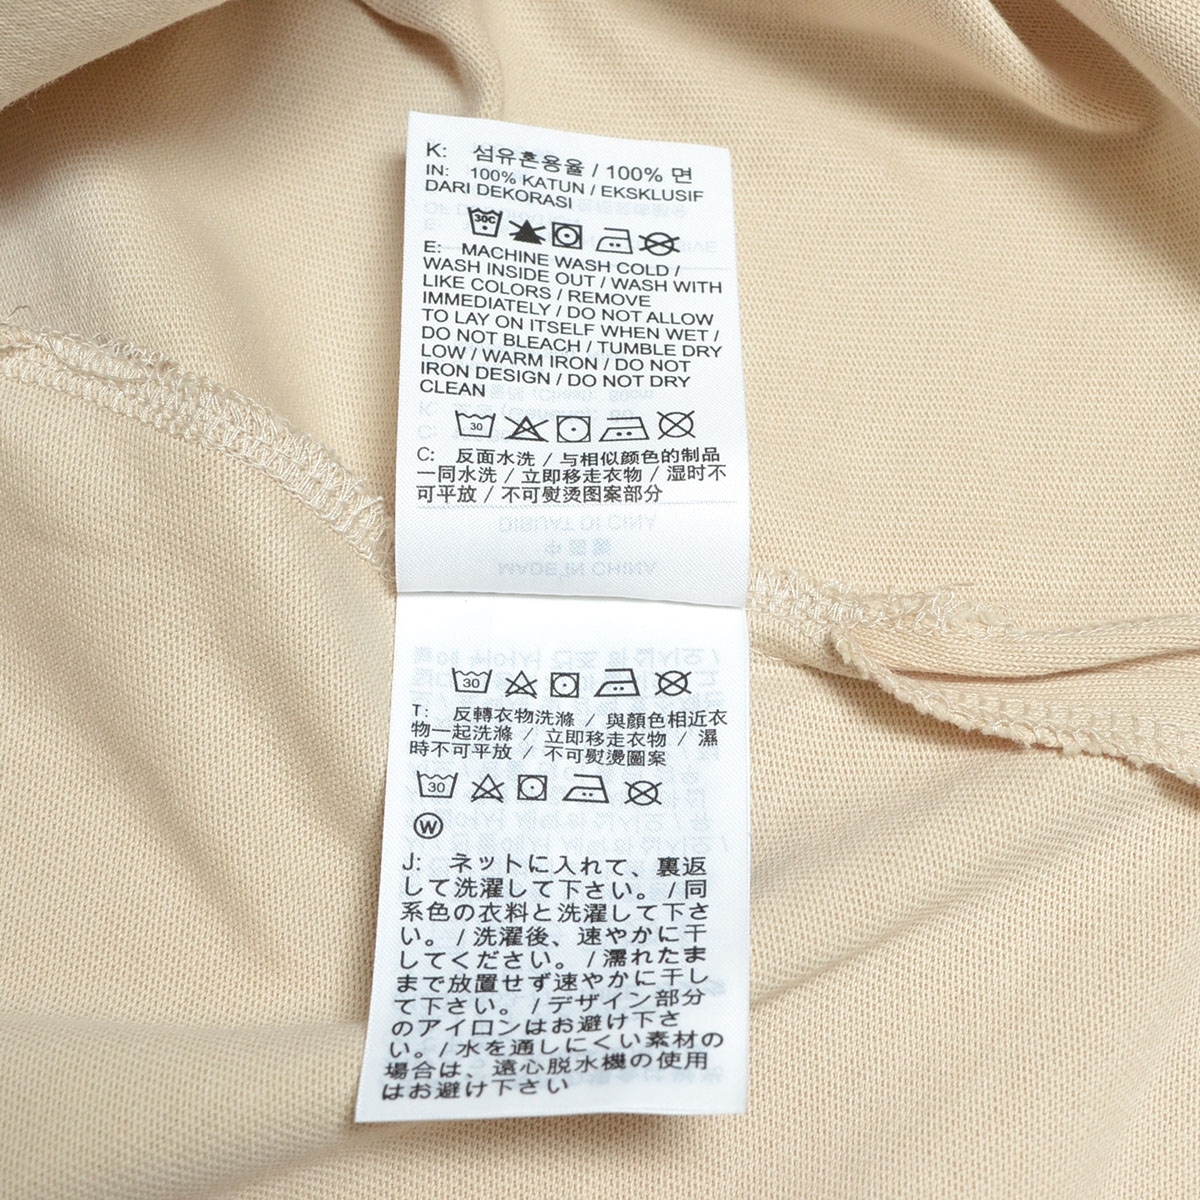 K: 섬유혼용율 / 100% 면
IN: 100% KATUN / EKSKLUSIF
DARI DEKORASI
30C
E: MACHINE WASH COLD /
WASH INSIDE OUT / WASH WITH
LIKE COLORS / REMOVE
IMMEDIATELY / DO NOT ALLOW
TO LAY ON ITSELF WHEN WET /
DO NOT BLEACH / TUMBLE DRY
LOW / WARM IRON / DO NOT
IRON DESIGN / DO NOT DRY
CLEAN
30
C: 反面水洗 / 与相似颜色的制品
一同水洗 / 立即移走衣物 / 湿时不
可平放 / 不可熨烫图案部分
DIBUAT DI CINA
中国製
MADE IN CHINA
30
T: 反轉衣物洗滌 / 與顏色相近衣
物一起洗滌 / 立即移走衣物 / 濕
時不可平放 / 不可熨燙圖案
30
W
J: ネットに入れて、裏返
して洗濯して下さい。/ 同
系色の衣料と洗濯して下さ
い。/ 洗濯後、速やかに干
してください。/ 濡れたま
まで放置せず速やかに干し
て下さい。/ デザイン部分
のアイロンはお避け下さ
い。/ 水を通しにくい素材の
場合は、遠心脱水機の使用
はお避け下さい